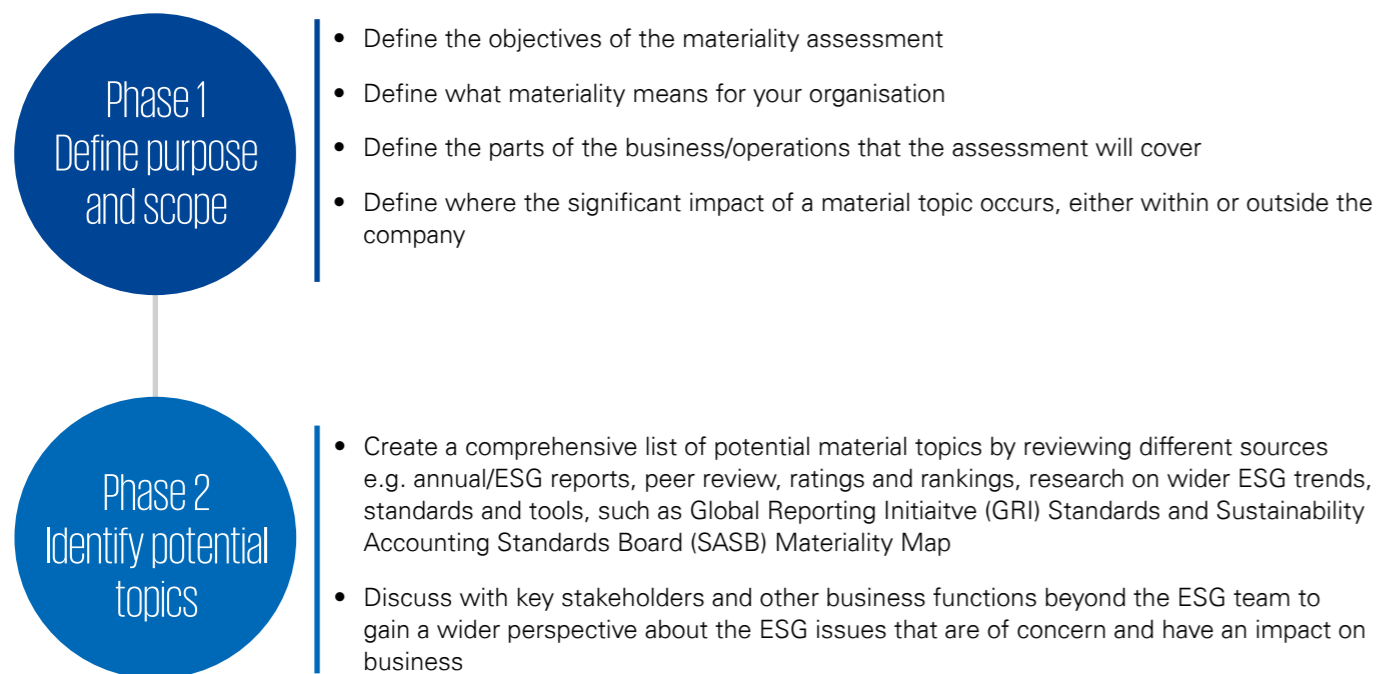 Phase 1
Define purpose
and scope
• Define the objectives of the materiality assessment
• Define what materiality means for your organisation
• Define the parts of the business/operations that the assessment will cover
• Define where the significant impact of a material topic occurs, either within or outside the
company
Phase 2
Identify potential
topics
• Create a comprehensive list of potential material topics by reviewing different sources
e.g. annual/ESG reports, peer review, ratings and rankings, research on wider ESG trends,
standards and tools, such as Global Reporting Initiaitve (GRI) Standards and Sustainability
Accounting Standards Board (SASB) Materiality Map
• Discuss with key stakeholders and other business functions beyond the ESG team to
gain a wider perspective about the ESG issues that are of concern and have an impact on
business